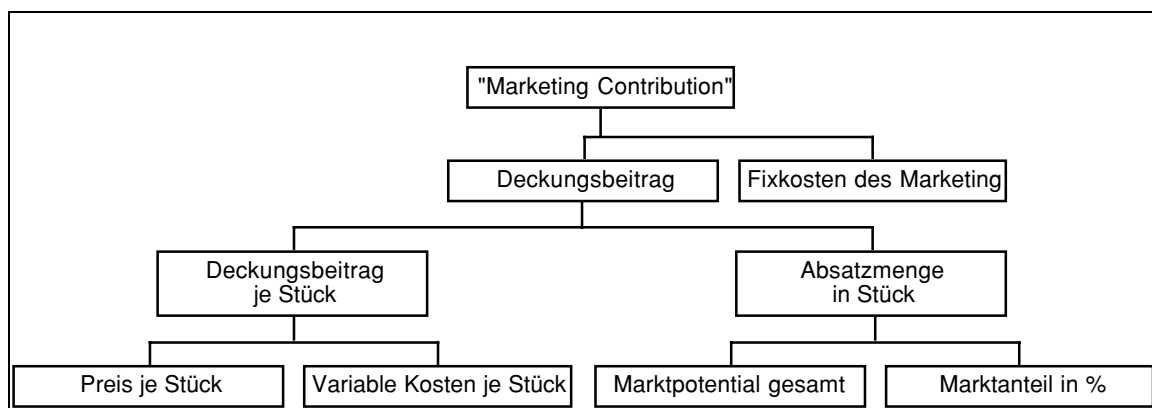 "Marketing Contribution"
Deckungsbeitrag
Fixkosten des Marketing
Deckungsbeitrag
je Stück
Absatzmenge
in Stück
Preis je Stück
Variable Kosten je Stück
Marktpotential gesamt
Marktanteil in %